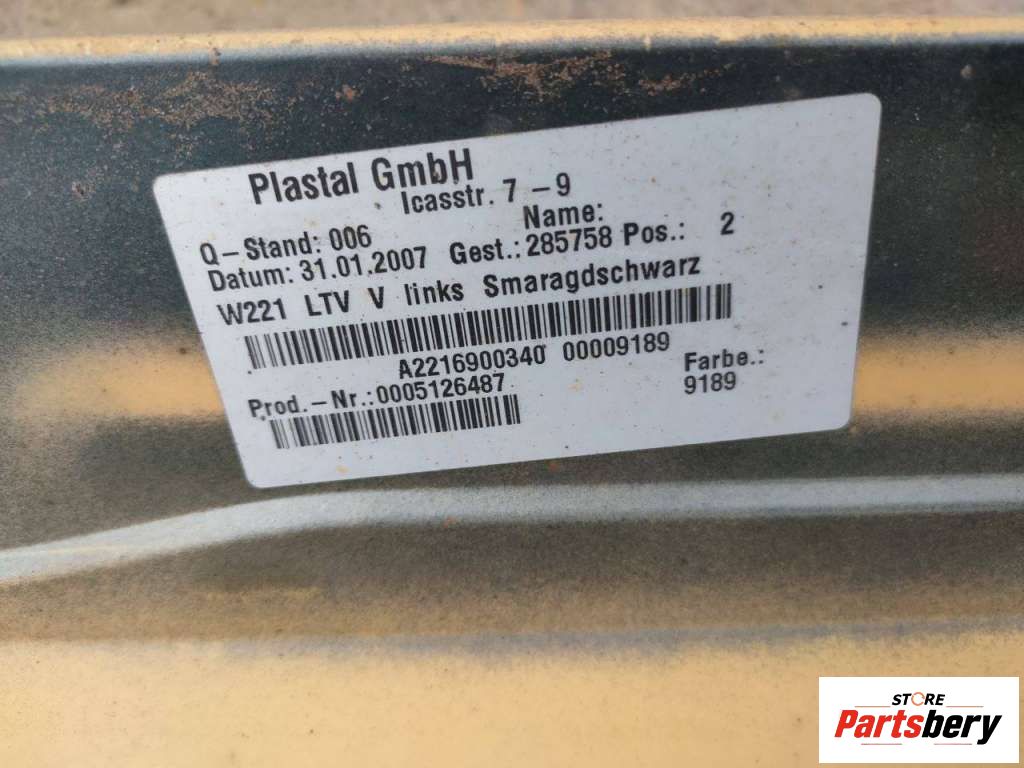 Plastal GmbH
Icasstr. 7 - 9
Q-Stand: 006 Name:
Datum: 31.01.2007 Gest.: 285758 Pos.: 2
W221 LTV V links Smaragdschwarz
A2216900340 00009189
Prod.-Nr.:0005126487 Farbe.:
9189
STORE
Partsbery